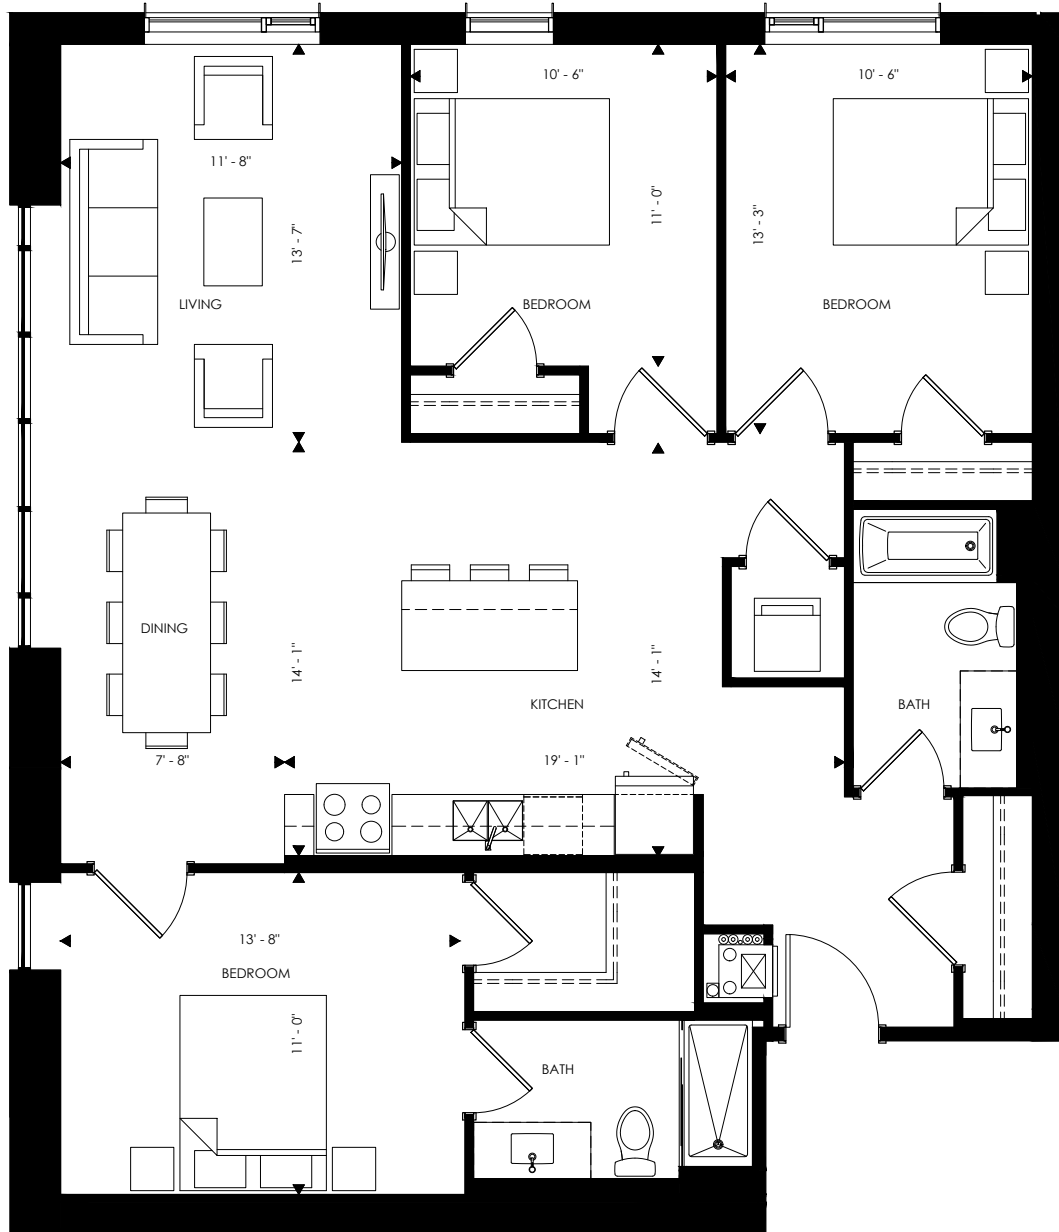 10' - 6"
10' - 6"
11' - 8"
11' - 0"
13' - 3"
13' - 7"
LIVING
BEDROOM
BEDROOM
DINING
14' - 1"
14' - 1"
KITCHEN
BATH
7' - 8"
19' - 1"
13' - 8"
BEDROOM
11' - 0"
BATH